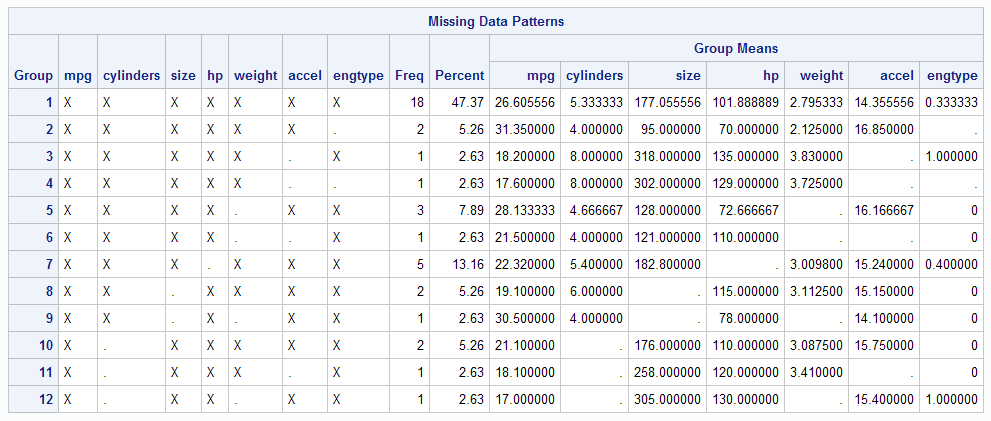 Missing Data Patterns
Group Means
Group mpg cylinders size hp weight accel engtype Freq Percent mpg cylinders size hp weight accel engtype
1 X X X X X X X 18 47.37 26.605556 5.333333 177.055556 101.888889 2.795333 14.355556 0.333333
2 X X X X X X . 2 5.26 31.350000 4.000000 95.000000 70.000000 2.125000 16.850000 .
3 X X X X X . X 1 2.63 18.200000 8.000000 318.000000 135.000000 3.830000 . 1.000000
4 X X X X X . . 1 2.63 17.600000 8.000000 302.000000 129.000000 3.725000 . .
5 X X X X . X X 3 7.89 28.133333 4.666667 128.000000 72.666667 . 16.166667 0
6 X X X X . . X 1 2.63 21.500000 4.000000 121.000000 110.000000 . . 0
7 X X X . X X X 5 13.16 22.320000 5.400000 182.800000 . 3.009800 15.240000 0.400000
8 X X . X X X X 2 5.26 19.100000 6.000000 . 115.000000 3.112500 15.150000 0
9 X X . X . X X 1 2.63 30.500000 4.000000 . 78.000000 . 14.100000 0
10 X . X X X X X 2 5.26 21.100000 . 176.000000 110.000000 3.087500 15.750000 0
11 X . X X X . X 1 2.63 18.100000 . 258.000000 120.000000 3.410000 . 0
12 X . X X . X X 1 2.63 17.000000 . 305.000000 130.000000 . 15.400000 1.000000